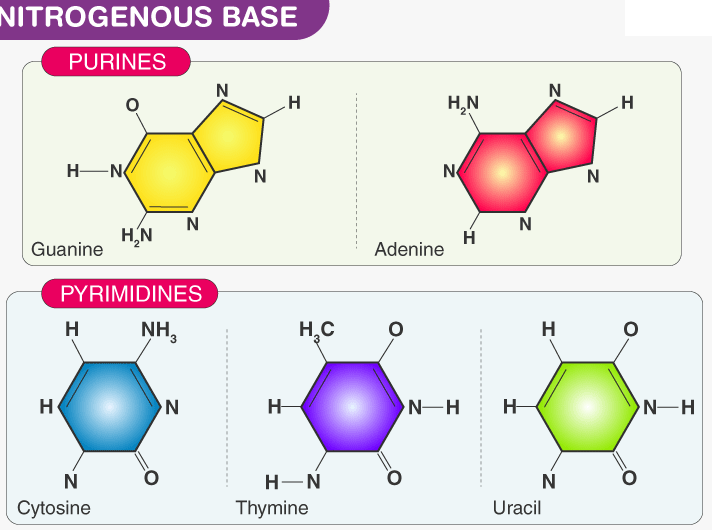 NITROGENOUS BASE
PURINES
N
O
H
H
N
N
H₂N
N
Guanine
N
H₂N
H
N
N
N
H
Adenine
PYRIMIDINES
H
NH₃
H
N
N
O
Cytosine
H₃C
O
H
N
H
H
N
O
Thymine
H
O
H
N
H
N
O
Uracil